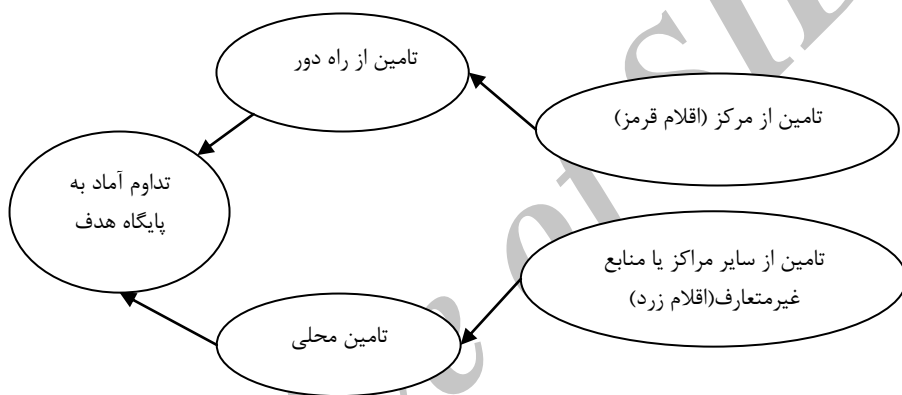 تامین از راه دور
تامین از مرکز (اقلام قرمز)
تداوم آماد به
پایگاه هدف
تامین از سایر مراکز یا منابع
غیرمتعارف(اقلام زرد)
تامین محلی